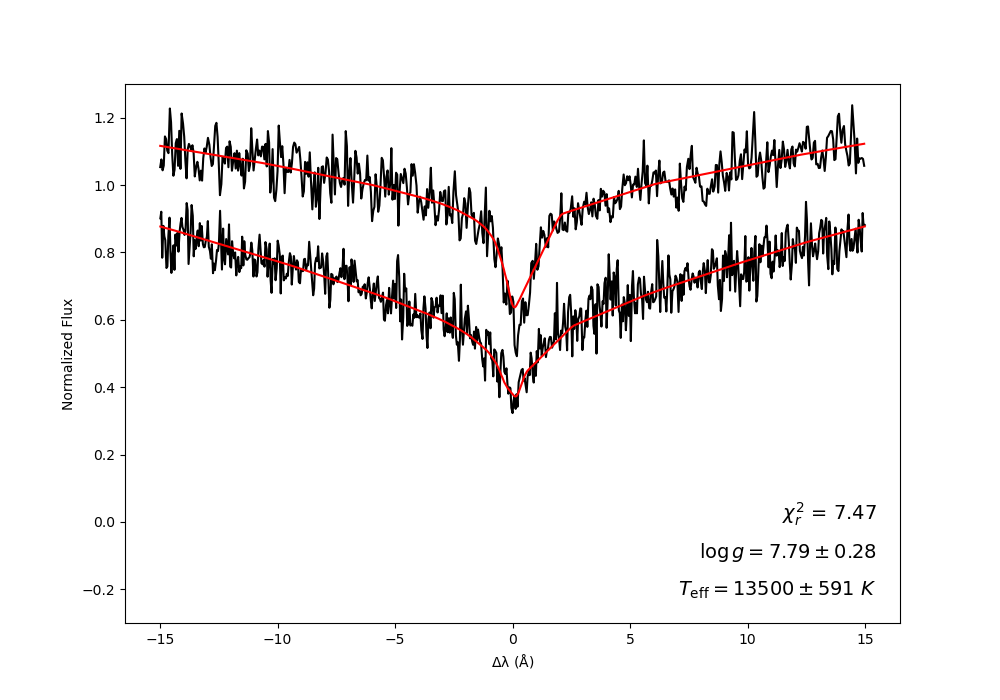 1.2
1.0
0.8
0.6
0.4
0.2
0.0
−0.2
Normalized Flux
χ²ᵣ = 7.47
log g = 7.79 ± 0.28
T_eff = 13500 ± 591 K
−15 −10 −5 0 5 10 15
Δλ (Å)